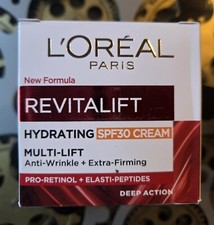 L'ORÉAL
PARIS
New Formula
REVITALIFT
HYDRATING SPF30 CREAM
MULTI-LIFT
Anti-Wrinkle + Extra-Firming
PRO-RETINOL + ELASTI-PEPTIDES
DEEP ACTION